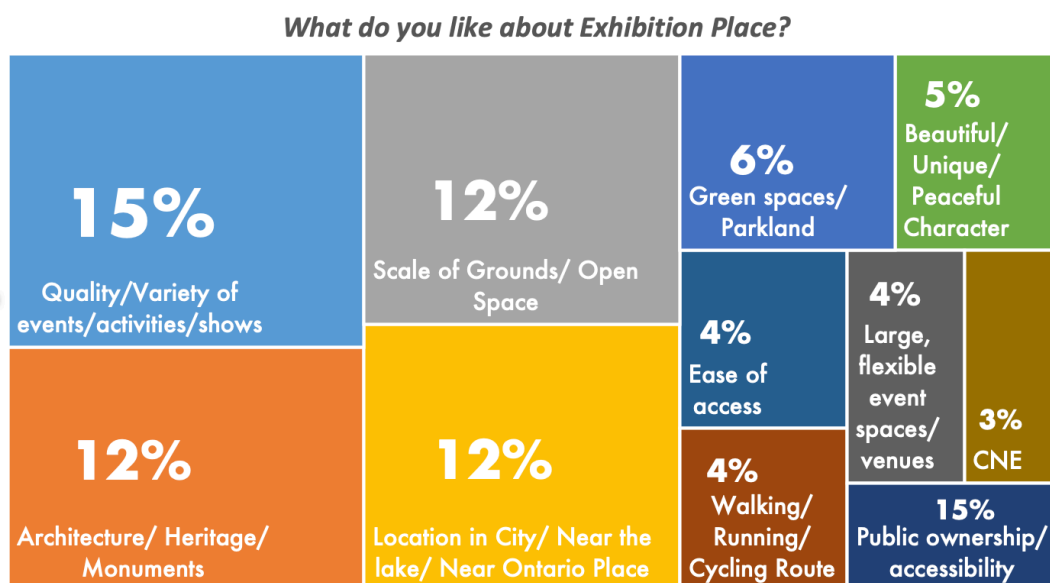 What do you like about Exhibition Place?
15%
Quality/Variety of
events/activities/shows
12%
Architecture/ Heritage/
Monuments
12%
Scale of Grounds/ Open
Space
12%
Location in City/ Near the
lake/ Near Ontario Place
6%
Green spaces/
Parkland
5%
Beautiful/
Unique/
Peaceful
Character
4%
Ease of
access
4%
Walking/
Running/
Cycling Route
4%
Large,
flexible
event
spaces/
venues
3%
CNE
15%
Public ownership/
accessibility